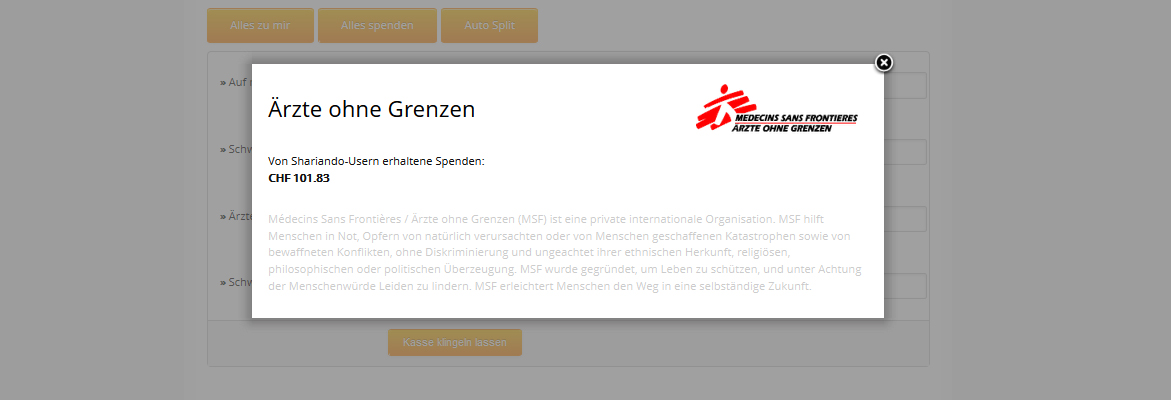 Alles zu mir
Alles spenden
Auto Split
» Auf
Ärzte ohne Grenzen
MEDECINS SANS FRONTIERES
ÄRZTE OHNE GRENZEN
» Schw
Von Shariando-Usern erhaltene Spenden:
CHF 101.83
» Ärzte
Médecins Sans Frontières / Ärzte ohne Grenzen (MSF) ist eine private internationale Organisation. MSF hilft
Menschen in Not, Opfern von natürlich verursachten oder von Menschen geschaffenen Katastrophen sowie von
bewaffneten Konflikten, ohne Diskriminierung und ungeachtet ihrer ethnischen Herkunft, religiösen,
philosophischen oder politischen Überzeugung. MSF wurde gegründet, um Leben zu schützen, und unter Achtung
der Menschenwürde Leiden zu lindern. MSF erleichtert Menschen den Weg in eine selbständige Zukunft.
» Schw
Kasse klingeln lassen